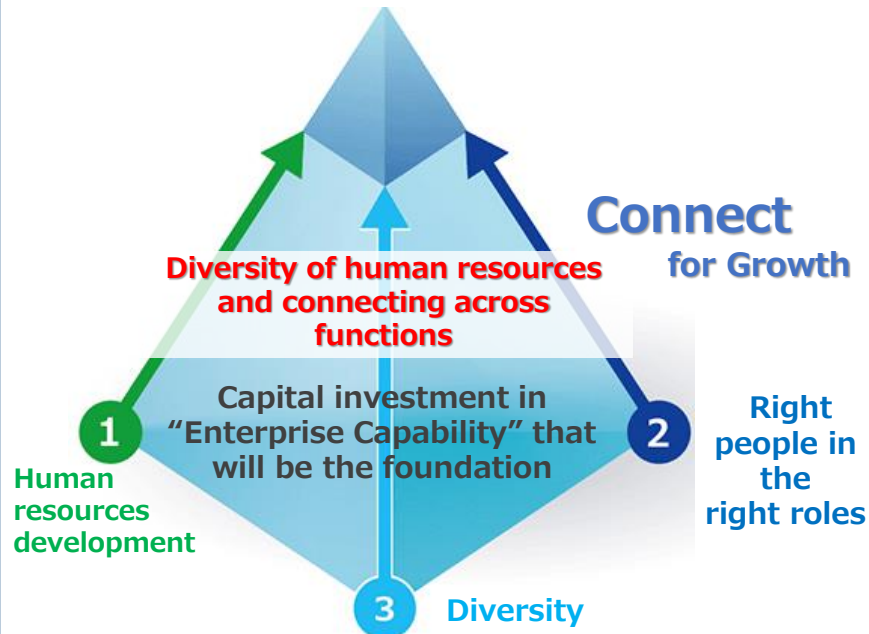 Connect
for Growth
Diversity of human resources
and connecting across
functions
Capital investment in
“Enterprise Capability” that
will be the foundation
1
Human
resources
development
2
Right
people in
the
right roles
3
Diversity